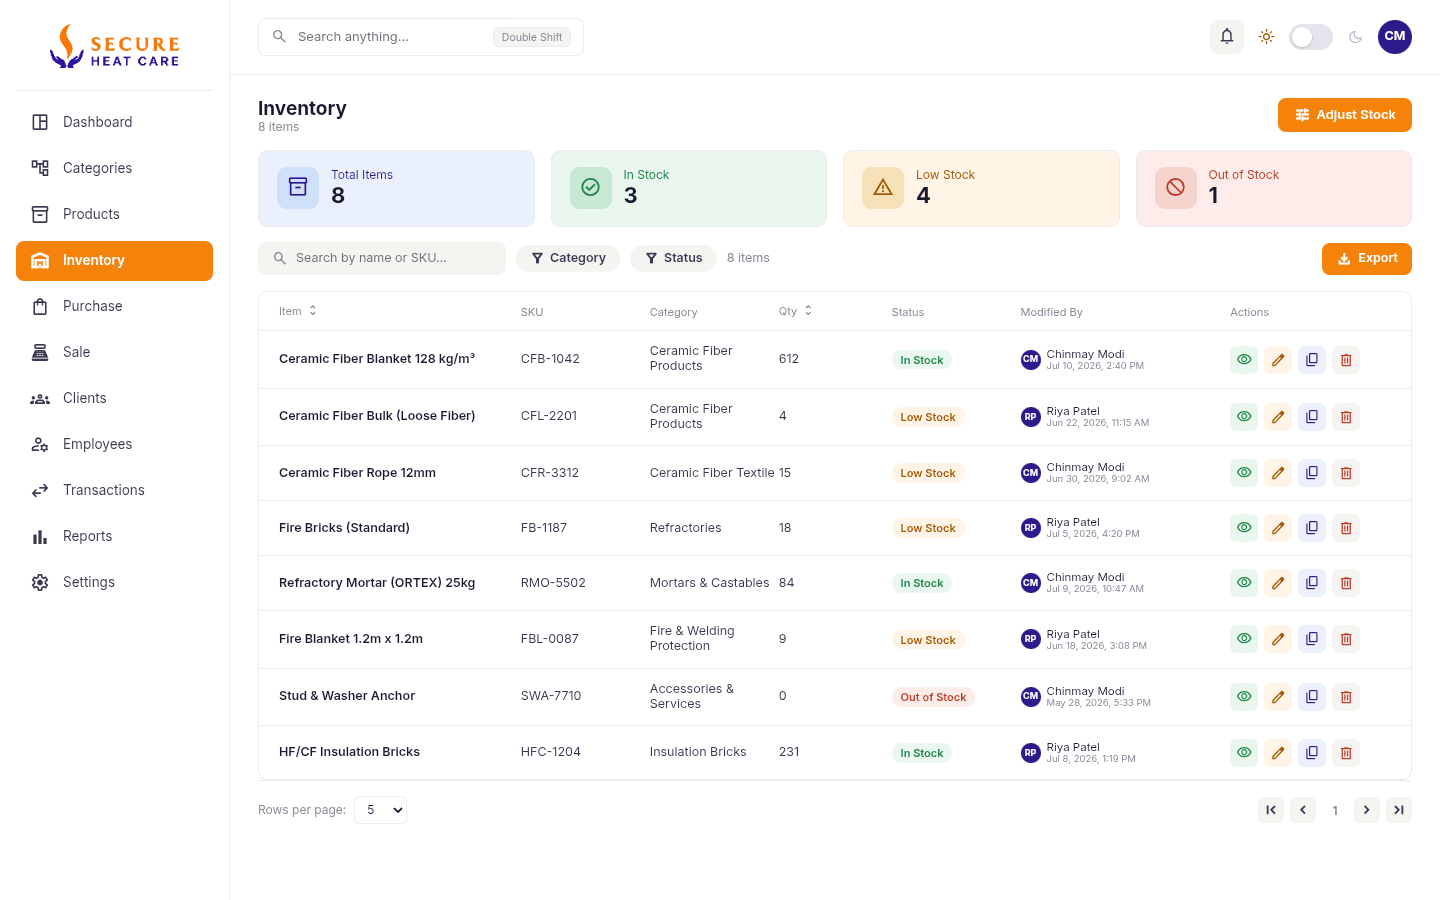 SECURE
HEAT CARE
Search anything...
Double Shift
CM
Dashboard
Categories
Products
Inventory
Purchase
Sale
Clients
Employees
Transactions
Reports
Settings
Inventory
8 items
Adjust Stock
Total Items
8
In Stock
3
Low Stock
4
Out of Stock
1
Search by name or SKU...
Category
Status
8 items
Export
Item SKU Category Qty Status Modified By Actions
Ceramic Fiber Blanket 128 kg/m³ CFB-1042 Ceramic Fiber Products 612 In Stock CM Chinmay Modi Jul 10, 2026, 2:40 PM
Ceramic Fiber Bulk (Loose Fiber) CFL-2201 Ceramic Fiber Products 4 Low Stock RP Riya Patel Jun 22, 2026, 11:15 AM
Ceramic Fiber Rope 12mm CFR-3312 Ceramic Fiber Textile 15 Low Stock CM Chinmay Modi Jun 30, 2026, 9:02 AM
Fire Bricks (Standard) FB-1187 Refractories 18 Low Stock RP Riya Patel Jul 5, 2026, 4:20 PM
Refractory Mortar (ORTEX) 25kg RMO-5502 Mortars & Castables 84 In Stock CM Chinmay Modi Jul 9, 2026, 10:47 AM
Fire Blanket 1.2m x 1.2m FBL-0087 Fire & Welding Protection 9 Low Stock RP Riya Patel Jun 18, 2026, 3:08 PM
Stud & Washer Anchor SWA-7710 Accessories & Services 0 Out of Stock CM Chinmay Modi May 28, 2026, 5:33 PM
HF/CF Insulation Bricks HFC-1204 Insulation Bricks 231 In Stock RP Riya Patel Jul 8, 2026, 1:19 PM
Rows per page: 5
1